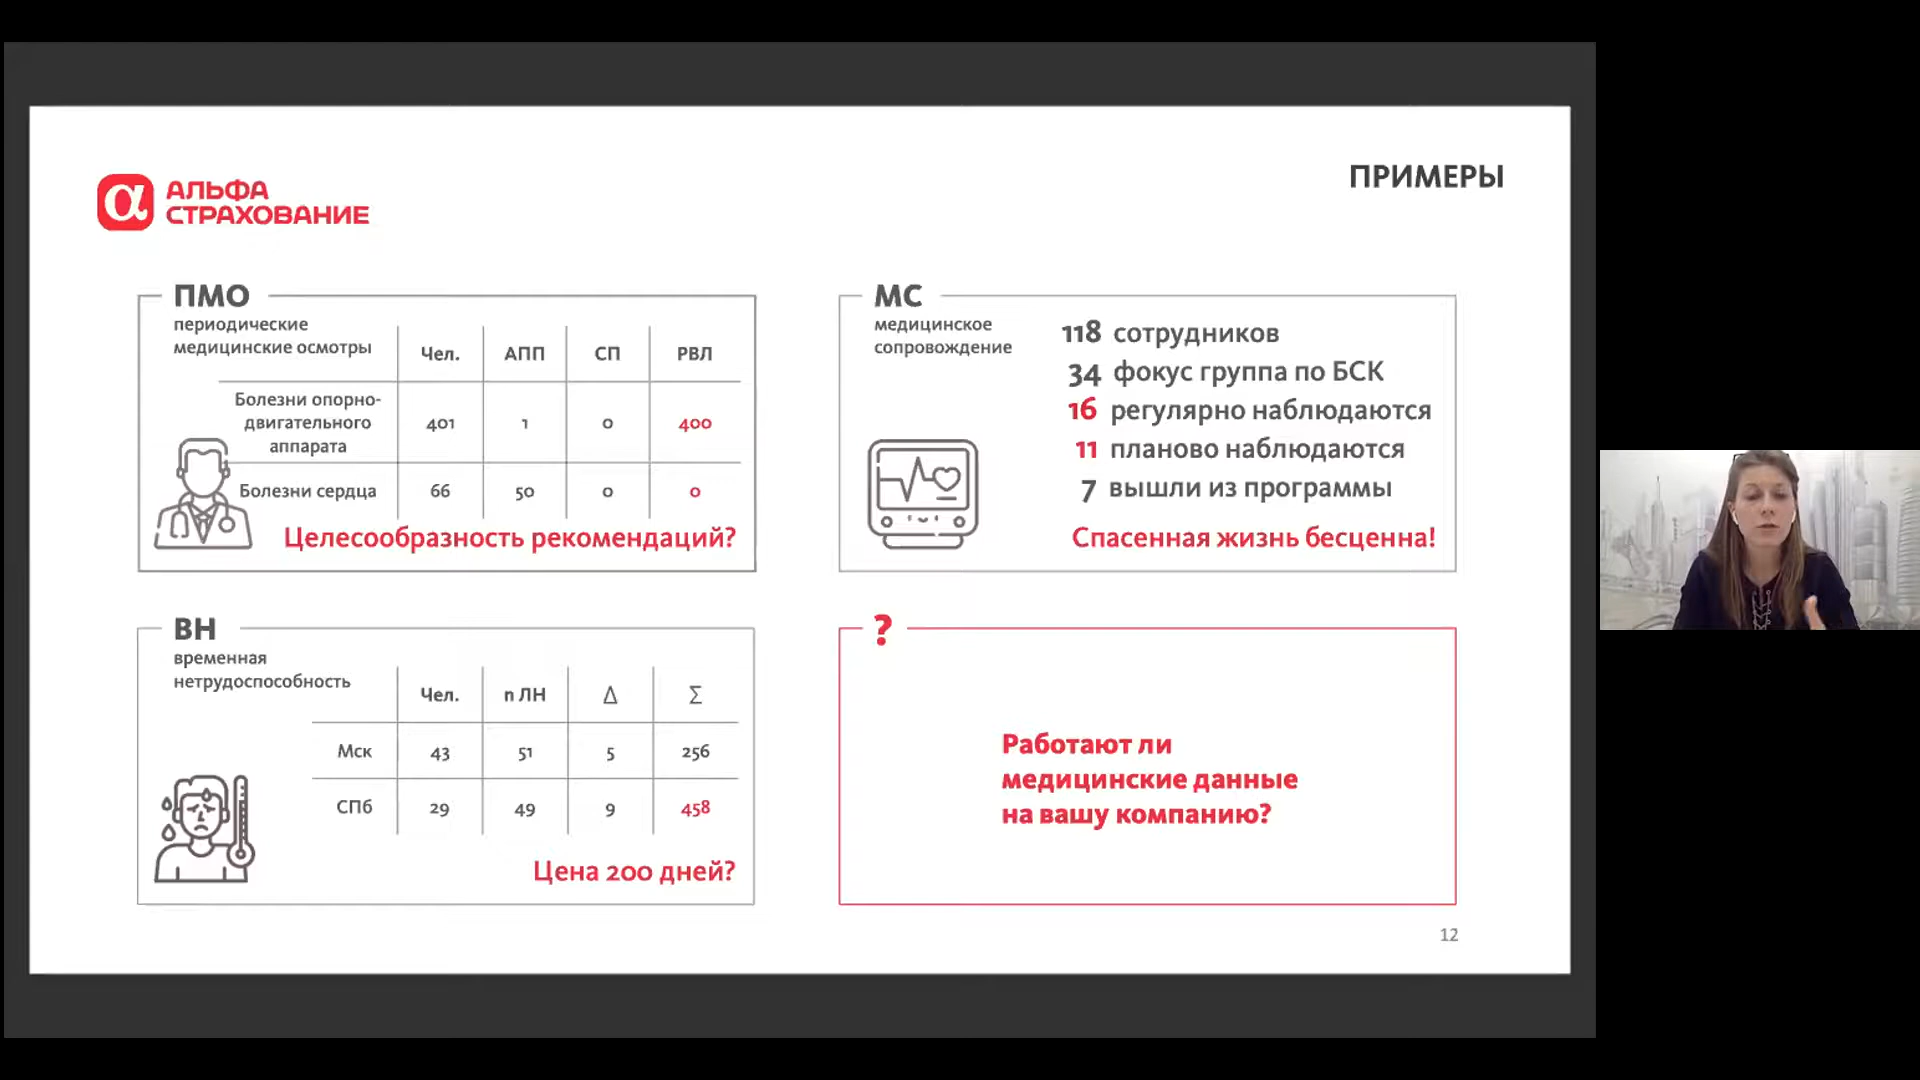 АЛЬФА
СТРАХОВАНИЕ
ПРИМЕРЫ
ПМО
периодические
медицинские осмотры
Чел. АПП СП РВЛ
Болезни опорно-
двигательного
аппарата
401 1 0 400
Болезни сердца 66 50 0 0
Целесообразность рекомендаций?
МС
медицинское
сопровождение
118 сотрудников
34 фокус группа по БСК
16 регулярно наблюдаются
11 планово наблюдаются
7 вышли из программы
Спасенная жизнь бесценна!
ВН
временная
нетрудоспособность
Чел. n ЛН Δ Σ
Мск 43 51 5 256
СПб 29 49 9 458
Цена 200 дней?
?
Работают ли
медицинские данные
на вашу компанию?
12